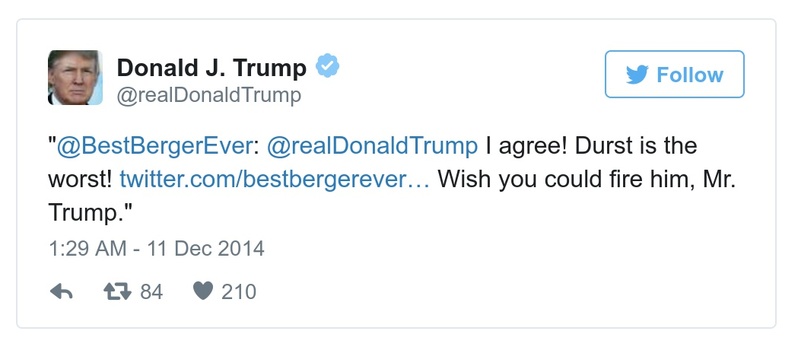 Donald J. Trump
@realDonaldTrump
Follow
"@BestBergerEver: @realDonaldTrump I agree! Durst is the
worst! twitter.com/bestbergerever… Wish you could fire him, Mr.
Trump."
1:29 AM - 11 Dec 2014
84 210